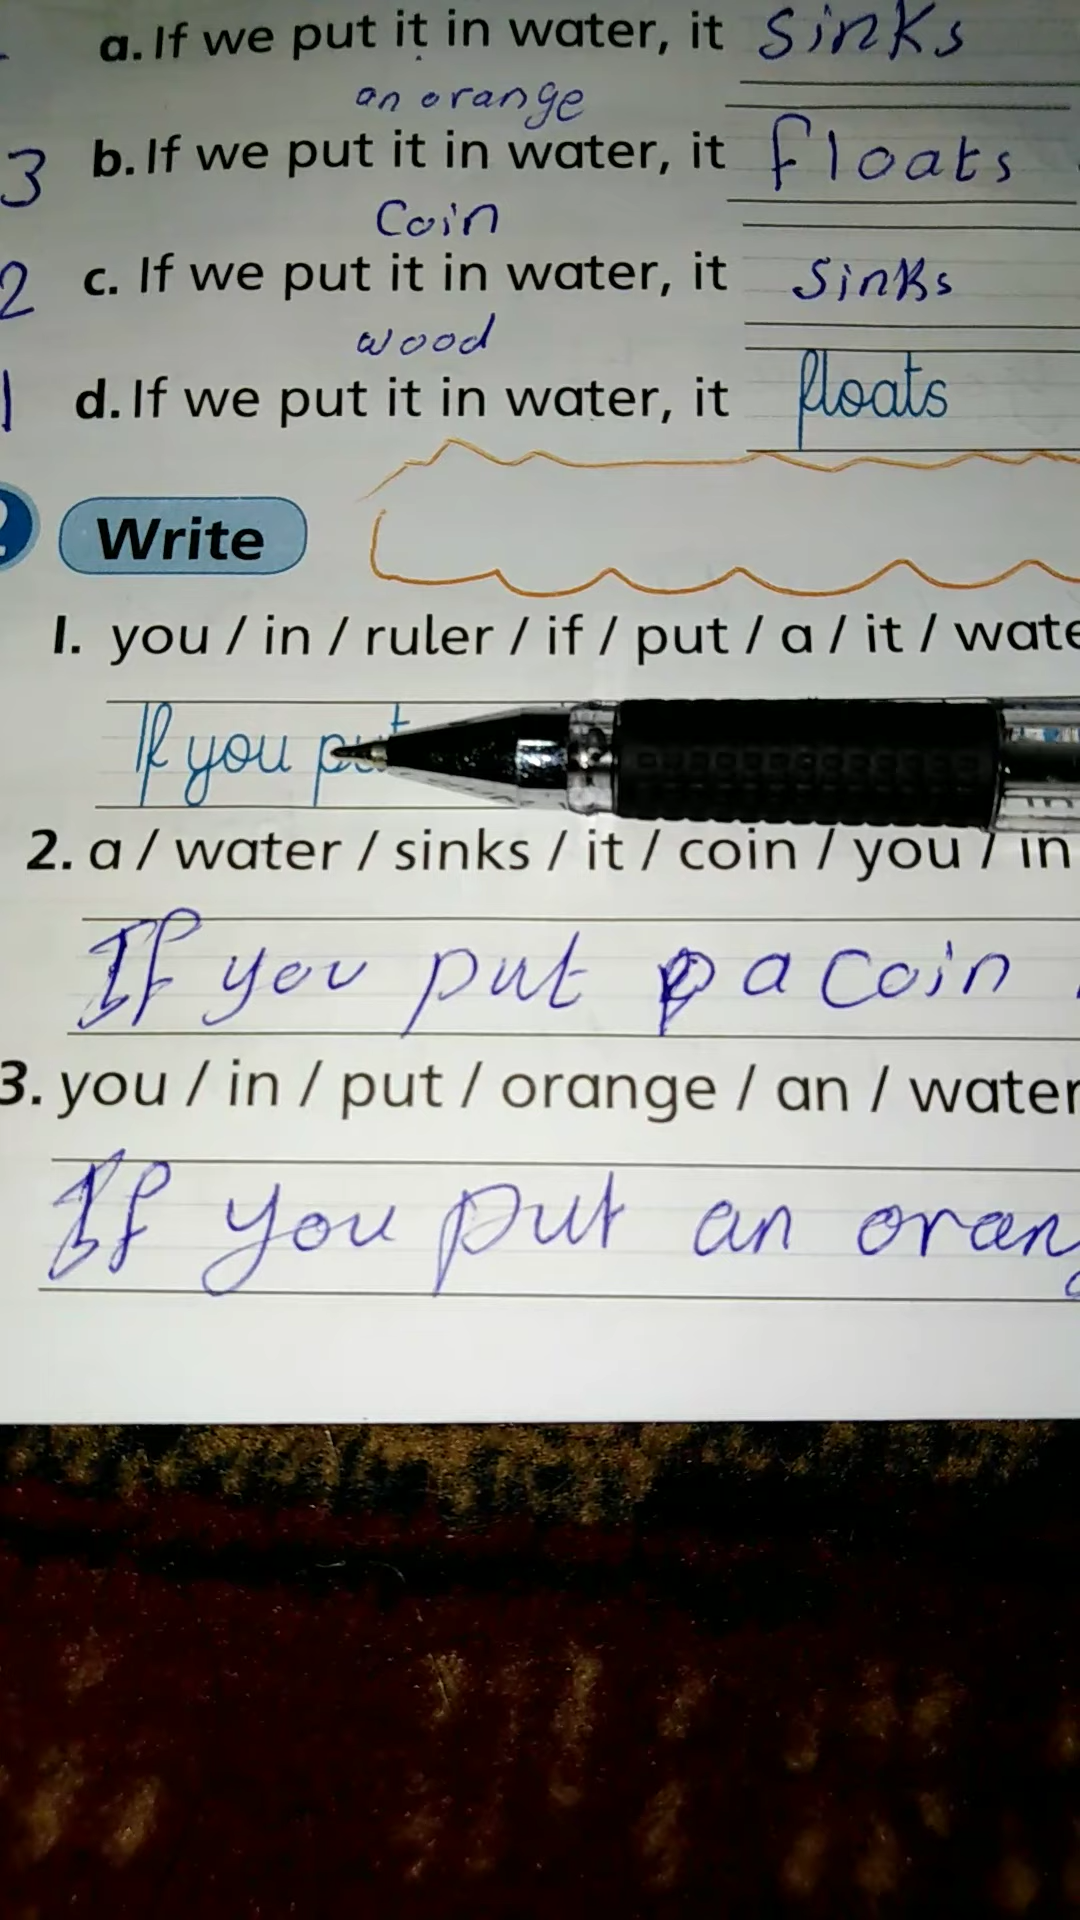 a. If we put it in water, it sinks
an orange
3 b. If we put it in water, it floats
Coin
2 c. If we put it in water, it sinks
wood
1 d. If we put it in water, it floats
Write
1. you / in / ruler / if / put / a / it / wate
If you put
2. a / water / sinks / it / coin / you / in
If you put a coin
3. you / in / put / orange / an / water
If you put an orang